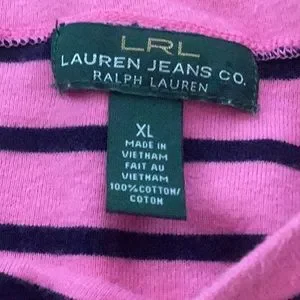 LRL
LAUREN JEANS CO.
RALPH LAUREN
XL
MADE IN
VIETNAM
FAIT AU
VIETNAM
100%COTTON/
COTON